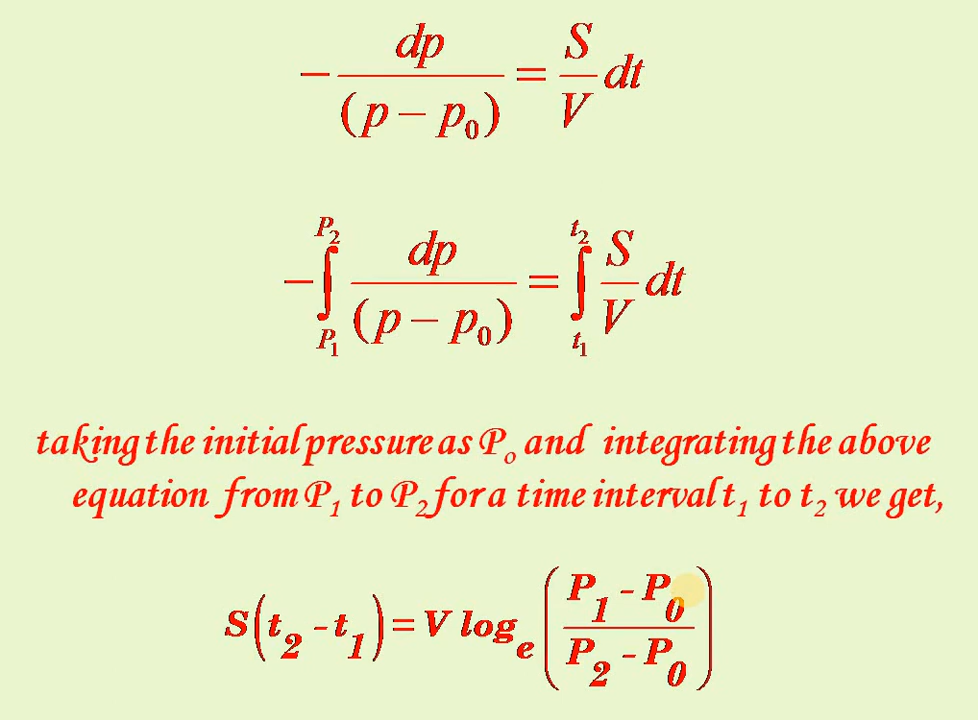 − dp/(p − p₀) = S/V dt
−∫_{P₁}^{P₂} dp/(p − p₀) = ∫_{t₁}^{t₂} S/V dt
taking the initial pressure as Pₒ and integrating the above
equation from P₁ to P₂ for a time interval t₁ to t₂ we get,
S(t₂ - t₁) = V logₑ((P₁ - P₀)/(P₂ - P₀))